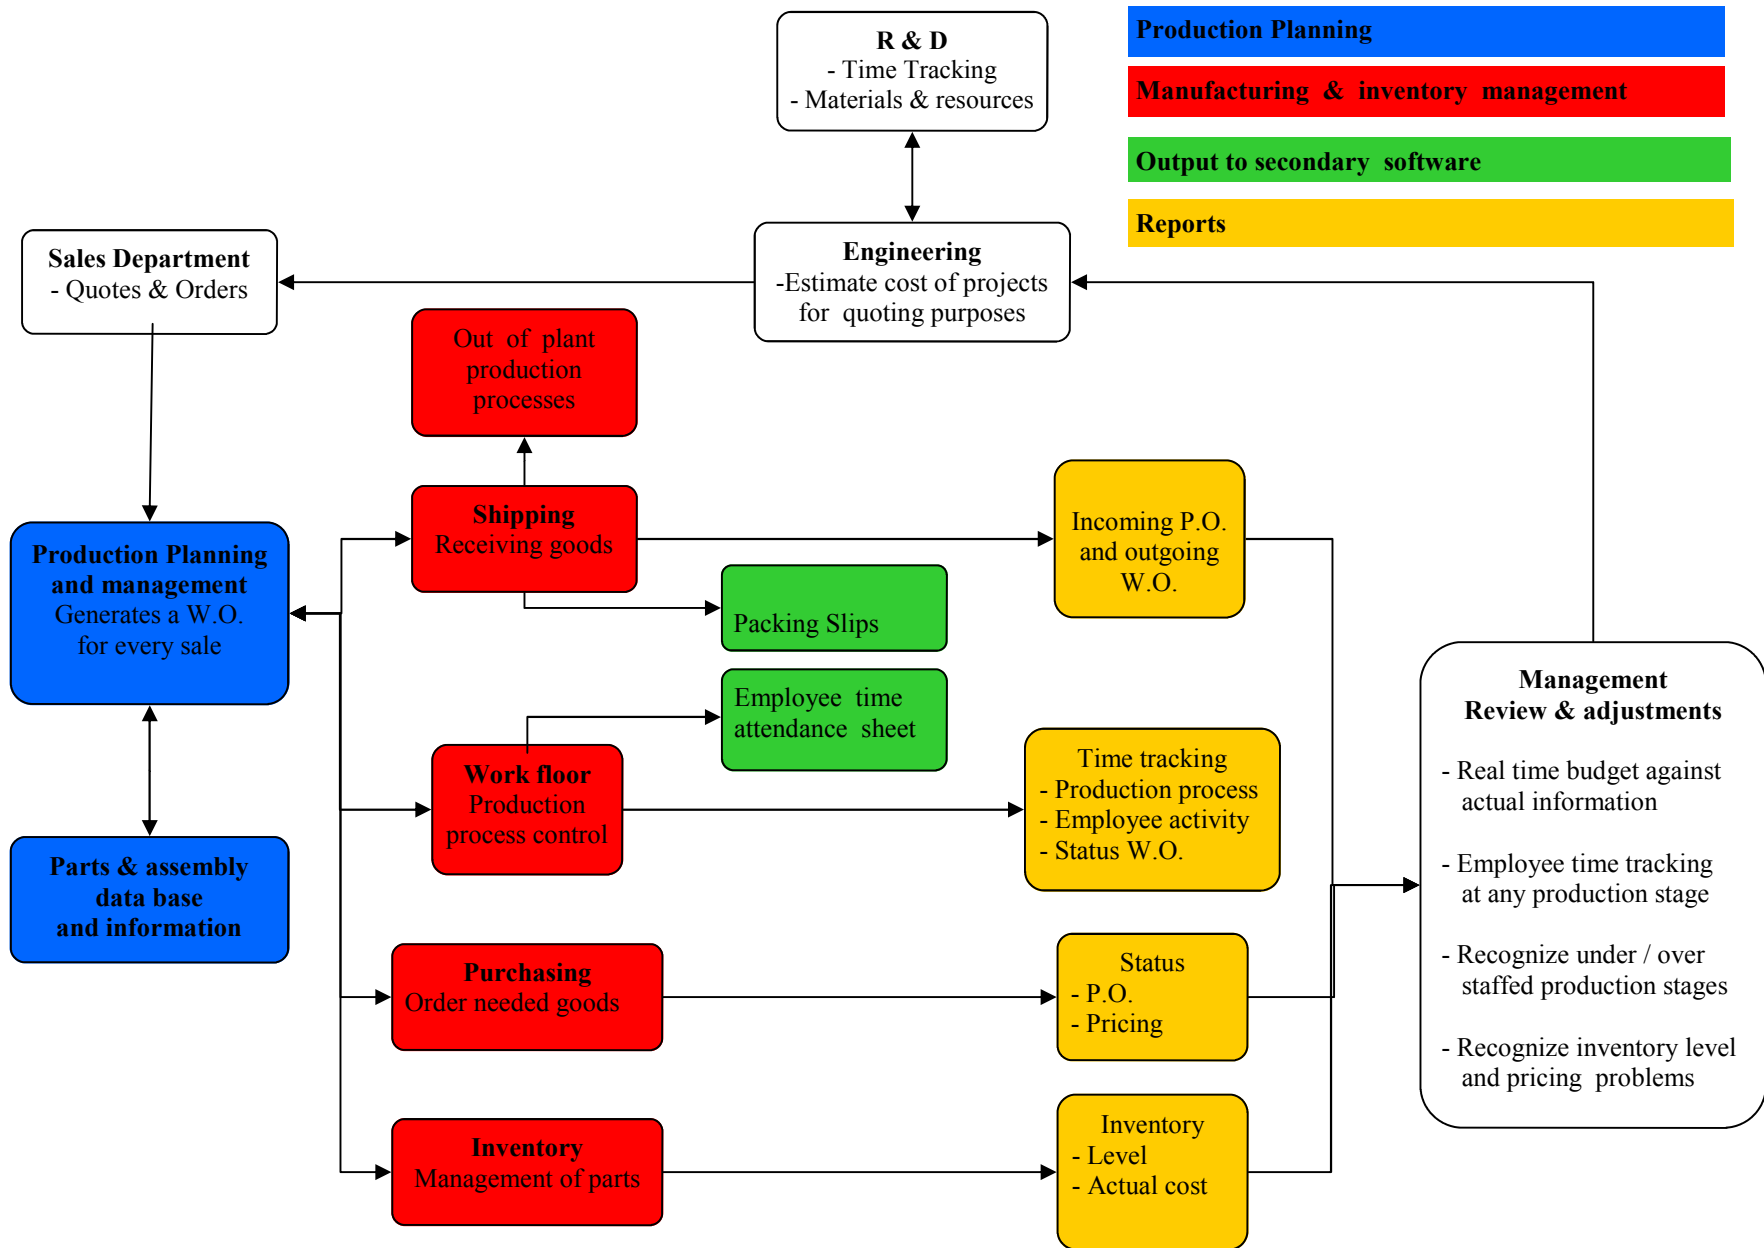 R & D
- Time Tracking
- Materials & resources
Production Planning
Manufacturing & inventory management
Output to secondary software
Reports
Sales Department
- Quotes & Orders
Engineering
-Estimate cost of projects
for quoting purposes
Out of plant
production
processes
Shipping
Receiving goods
Incoming P.O.
and outgoing
W.O.
Production Planning
and management
Generates a W.O.
for every sale
Packing Slips
Employee time
attendance sheet
Work floor
Production
process control
Time tracking
- Production process
- Employee activity
- Status W.O.
Parts & assembly
data base
and information
Purchasing
Order needed goods
Status
- P.O.
- Pricing
Inventory
Management of parts
Inventory
- Level
- Actual cost
Management
Review & adjustments
- Real time budget against
actual information
- Employee time tracking
at any production stage
- Recognize under / over
staffed production stages
- Recognize inventory level
and pricing problems